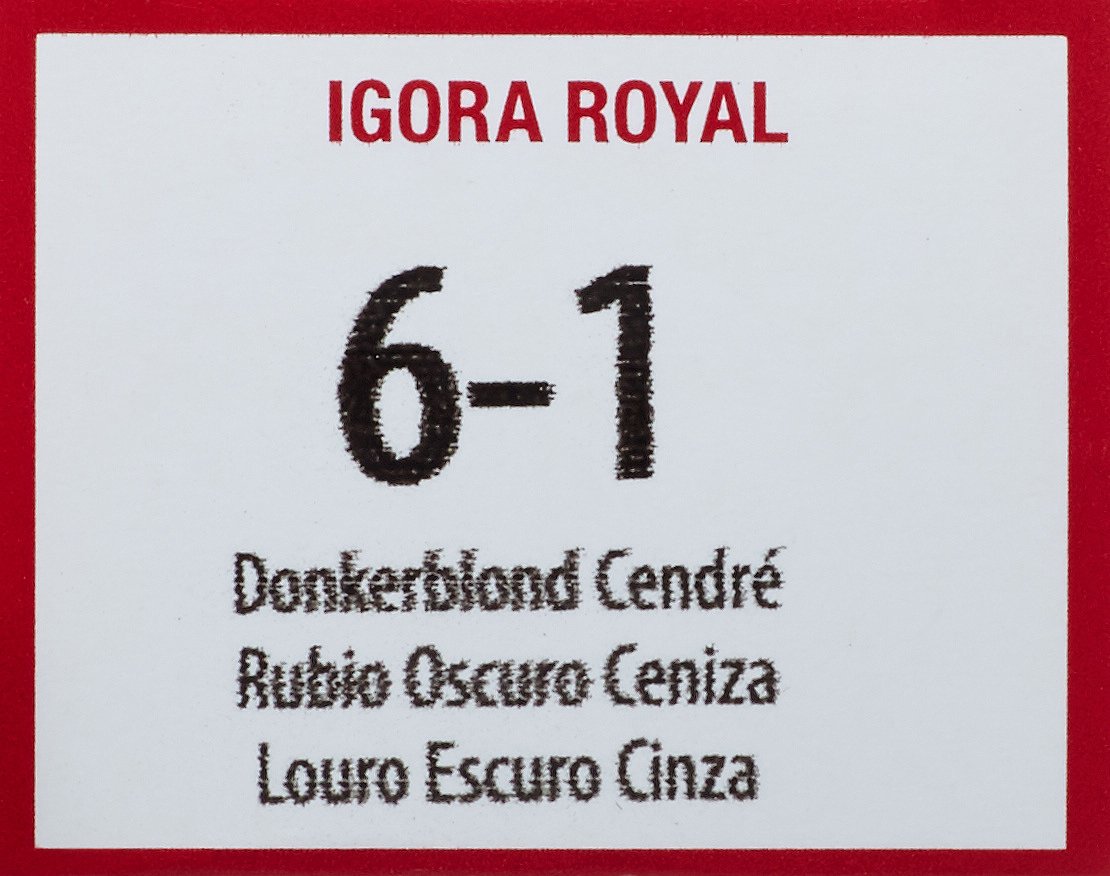 IGORA ROYAL
6-1
Donkerblond Cendré
Rubio Oscuro Ceniza
Louro Escuro Cinza